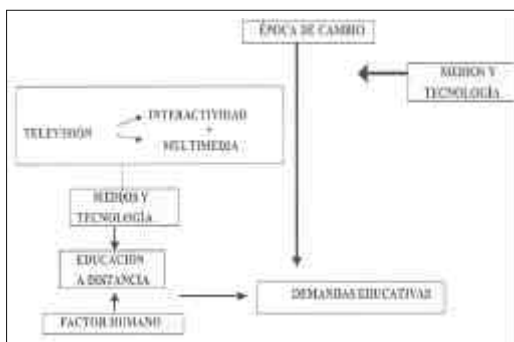 ÉPOCA DE CAMBIO
MEDIOS Y
TECNOLOGÍA
INTERACTIVIDAD
+
TELEVISIÓN
MULTIMEDIA
MEDIOS Y
TECNOLOGÍA
EDUCACIÓN
A DISTANCIA
DEMANDAS EDUCATIVAS
FACTOR HUMANO